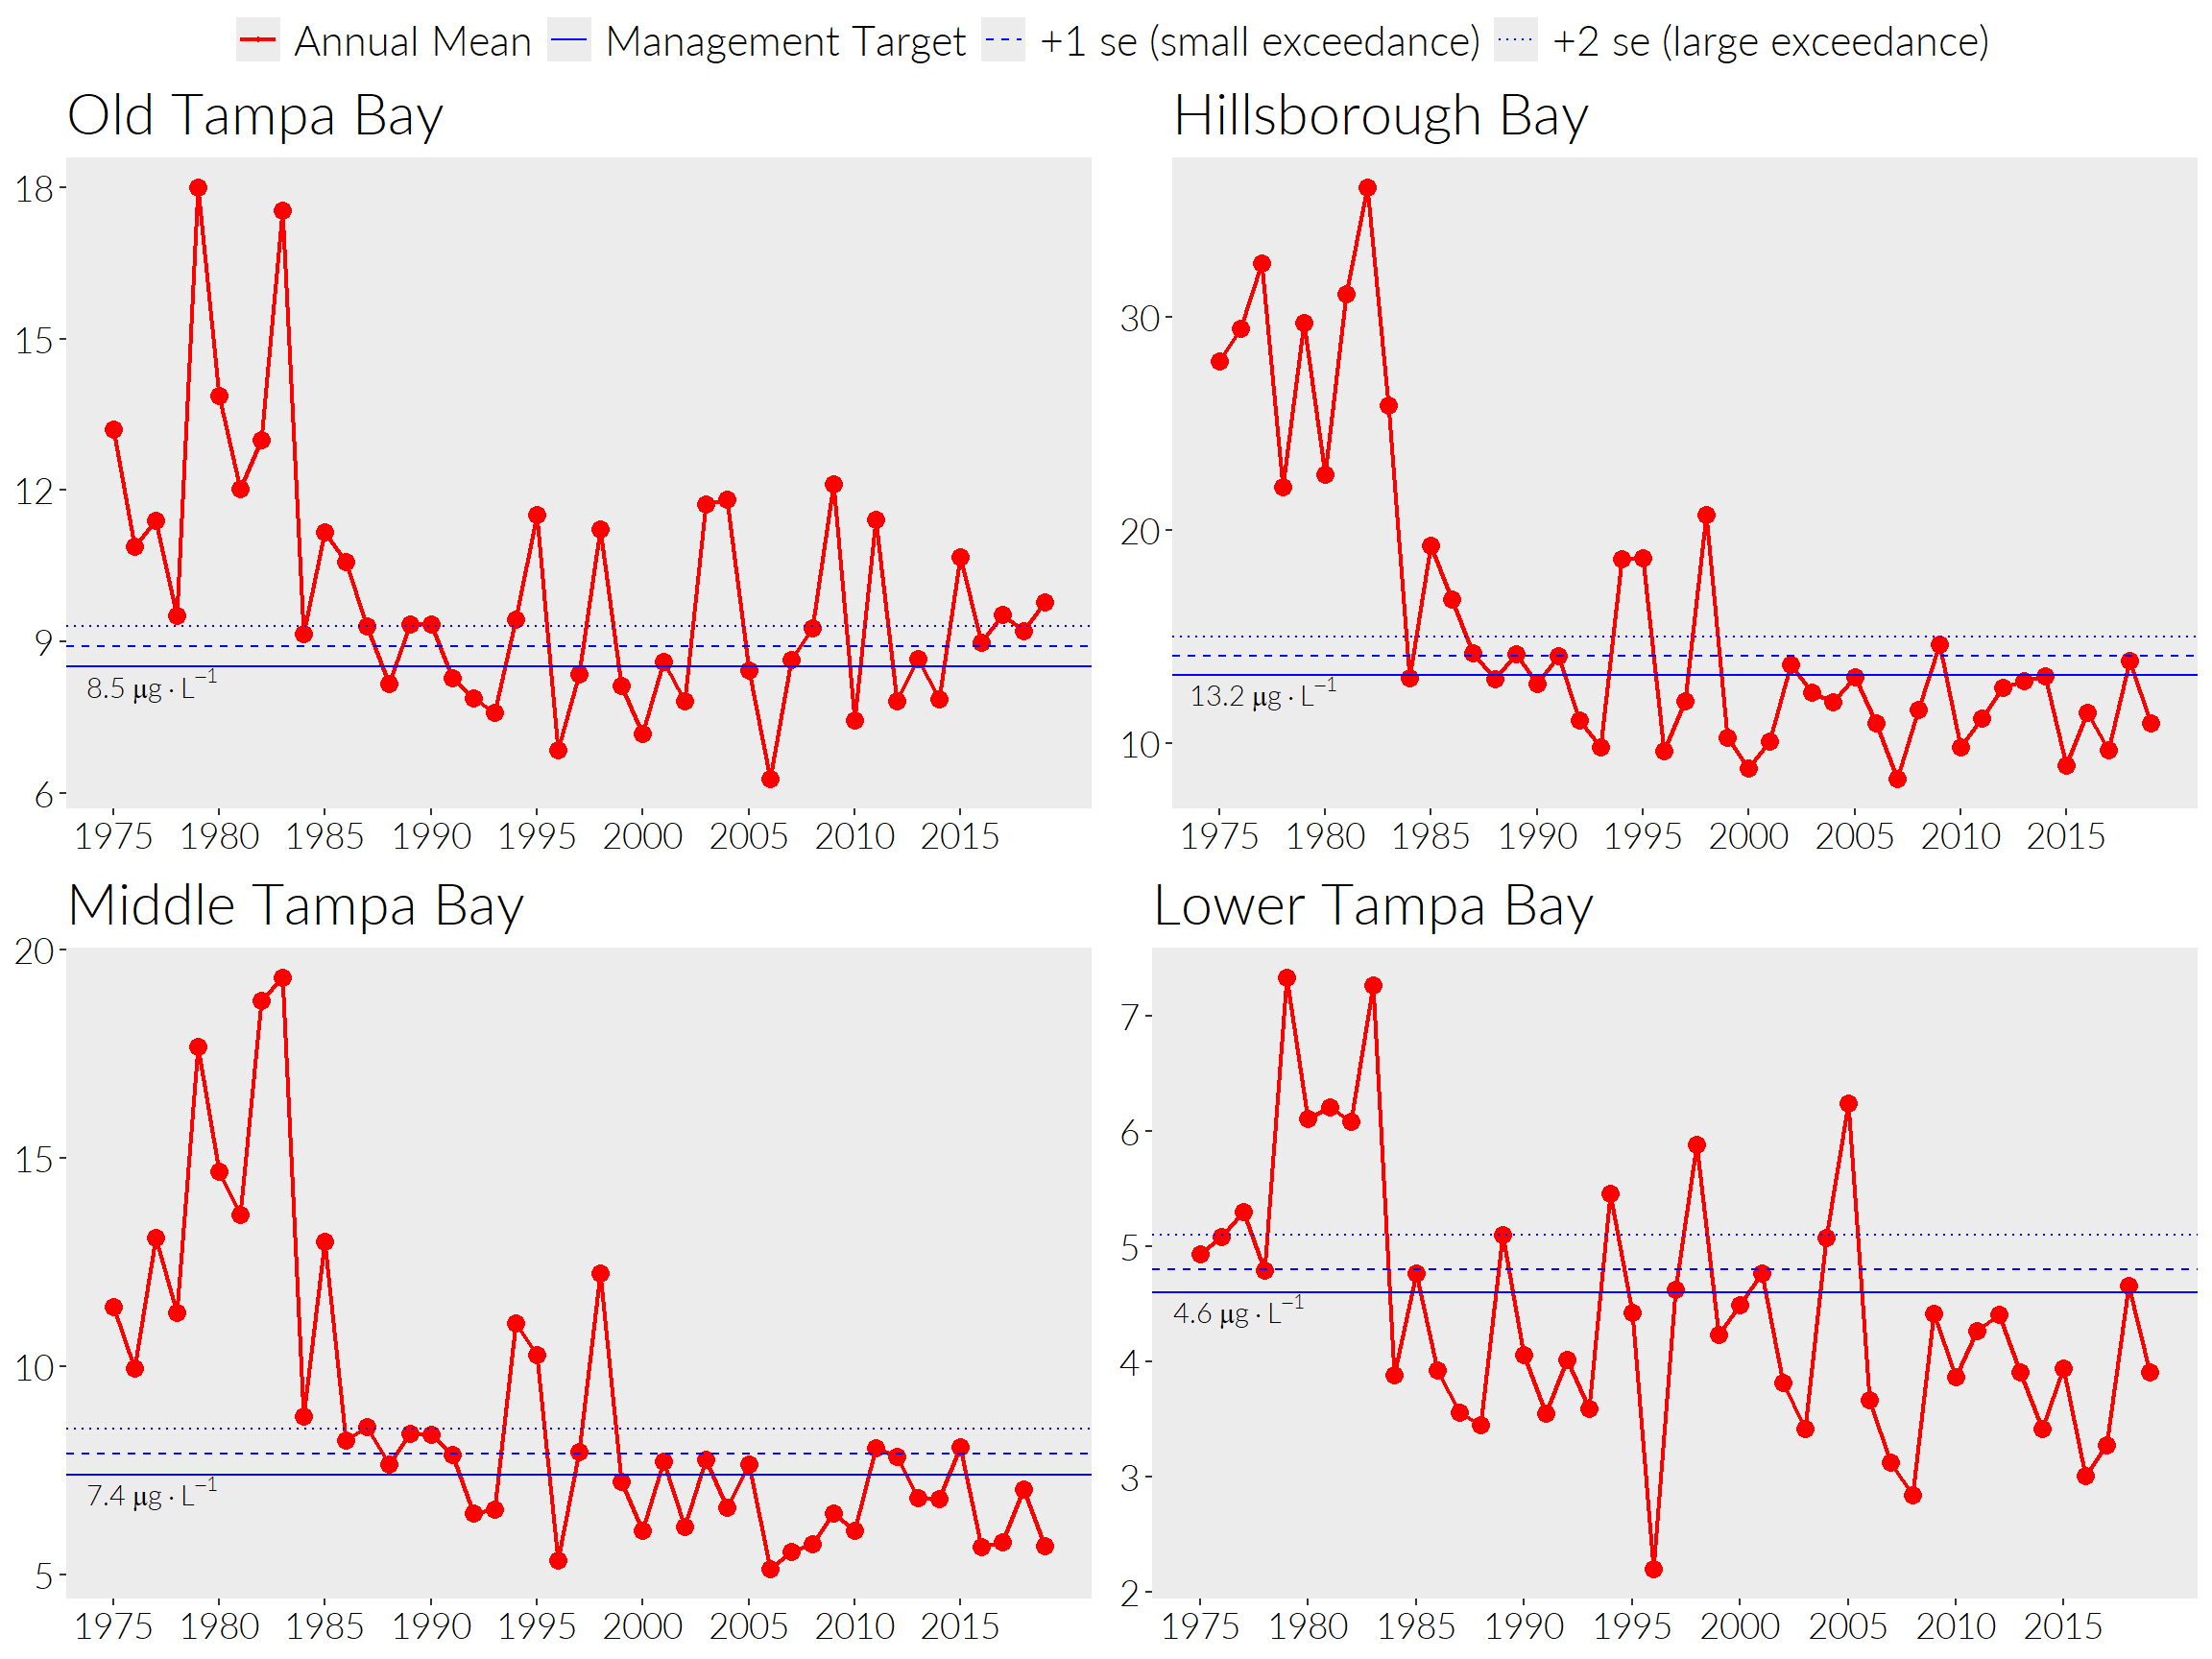 Annual Mean Management Target +1 se (small exceedance) +2 se (large exceedance)
Old Tampa Bay
18
15
12
9
6
8.5 µg · L⁻¹
1975 1980 1985 1990 1995 2000 2005 2010 2015
Hillsborough Bay
30
20
10
13.2 µg · L⁻¹
1975 1980 1985 1990 1995 2000 2005 2010 2015
Middle Tampa Bay
20
15
10
5
7.4 µg · L⁻¹
1975 1980 1985 1990 1995 2000 2005 2010 2015
Lower Tampa Bay
7
6
5
4
3
2
4.6 µg · L⁻¹
1975 1980 1985 1990 1995 2000 2005 2010 2015